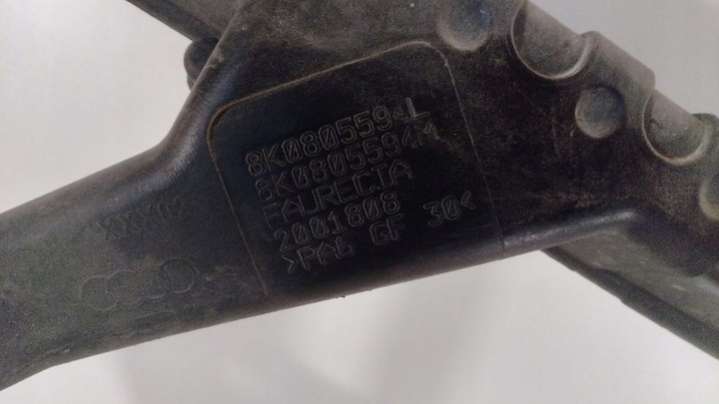 8K0805594L
8K0805594M
FAURECIA
2001808
>PA6 GF 30<